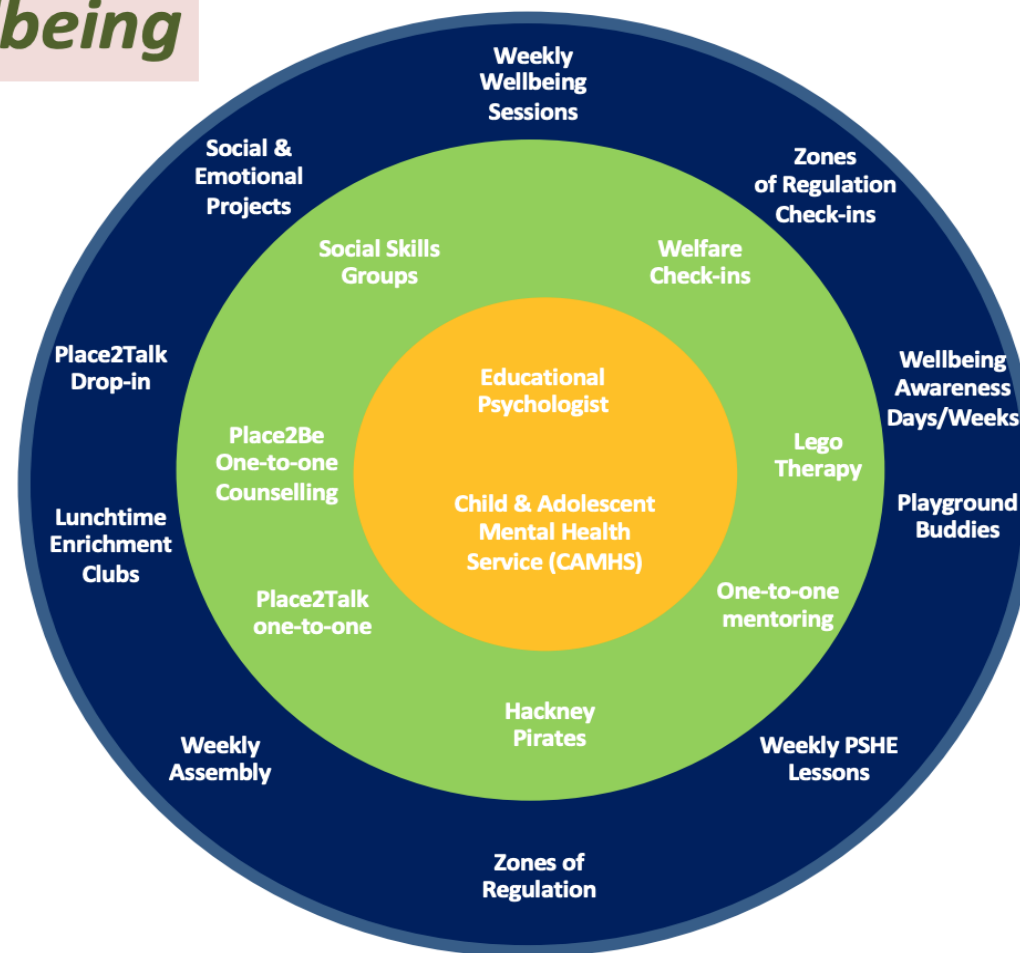 lbeing
Weekly
Wellbeing
Sessions
Social &
Emotional
Projects
Zones
of Regulation
Check-ins
Social Skills
Groups
Welfare
Check-ins
Place2Talk
Drop-in
Educational
Psychologist
Wellbeing
Awareness
Days/Weeks
Place2Be
One-to-one
Counselling
Lego
Therapy
Lunchtime
Enrichment
Clubs
Child & Adolescent
Mental Health
Service (CAMHS)
Playground
Buddies
Place2Talk
one-to-one
One-to-one
mentoring
Hackney
Pirates
Weekly
Assembly
Weekly PSHE
Lessons
Zones of
Regulation